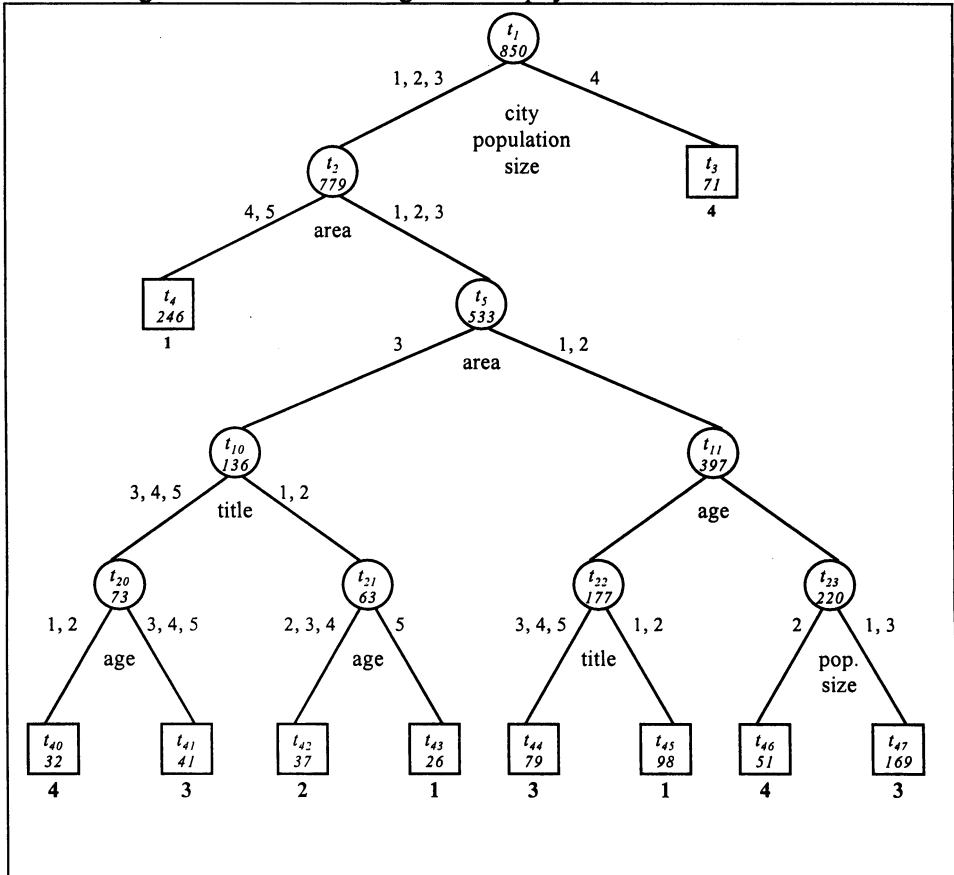 t1
850
1, 2, 3
4
city
population
size
t2
779
t3
71
4
4, 5
1, 2, 3
area
t4
246
1
t5
533
3
1, 2
area
t10
136
t11
397
3, 4, 5
1, 2
title
age
t20
73
t21
63
t22
177
t23
220
1, 2
3, 4, 5
2, 3, 4
5
3, 4, 5
1, 2
2
1, 3
age
age
title
pop.
size
t40
32
t41
41
t42
37
t43
26
t44
79
t45
98
t46
51
t47
169
4
3
2
1
3
1
4
3